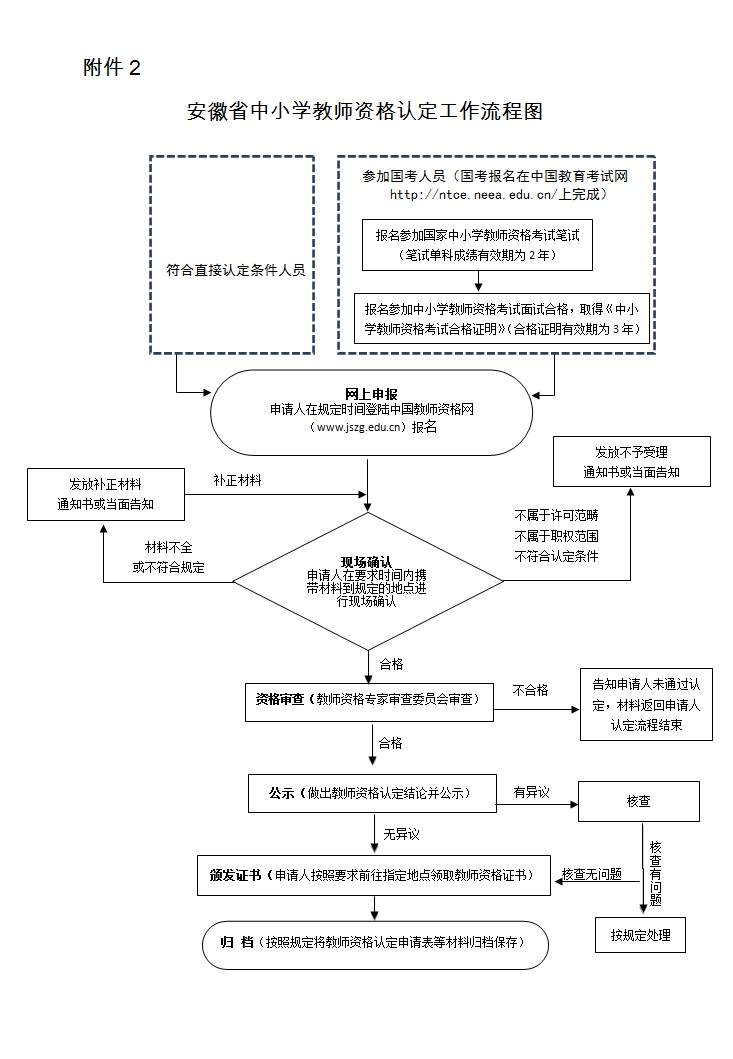 附件 2
安徽省中小学教师资格认定工作流程图
参加国考人员（国考报名在中国教育考试网
http://ntce.neea.edu.cn/上完成）
报名参加国家中小学教师资格考试笔试
（笔试单科成绩有效期为 2 年）
符合直接认定条件人员
报名参加中小学教师资格考试面试合格，取得《中小
学教师资格考试合格证明》（合格证明有效期为 3 年）
网上申报
申请人在规定时间登陆中国教师资格网
（www.jszg.edu.cn）报名
发放不予受理
通知书或当面告知
发放补正材料
通知书或当面告知
补正材料
不属于许可范畴
不属于职权范围
不符合认定条件
材料不全
或不符合规定
现场确认
申请人在要求时间内携
带材料到规定的地点进
行现场确认
合格
资格审查（教师资格专家审查委员会审查）
不合格
告知申请人未通过认
定，材料返回申请人
认定流程结束
合格
公示（做出教师资格认定结论并公示）
有异议
核查
无异议
核查有问题
颁发证书（申请人按照要求前往指定地点领取教师资格证书）
核查无问题
按规定处理
归 档（按照规定将教师资格认定申请表等材料归档保存）